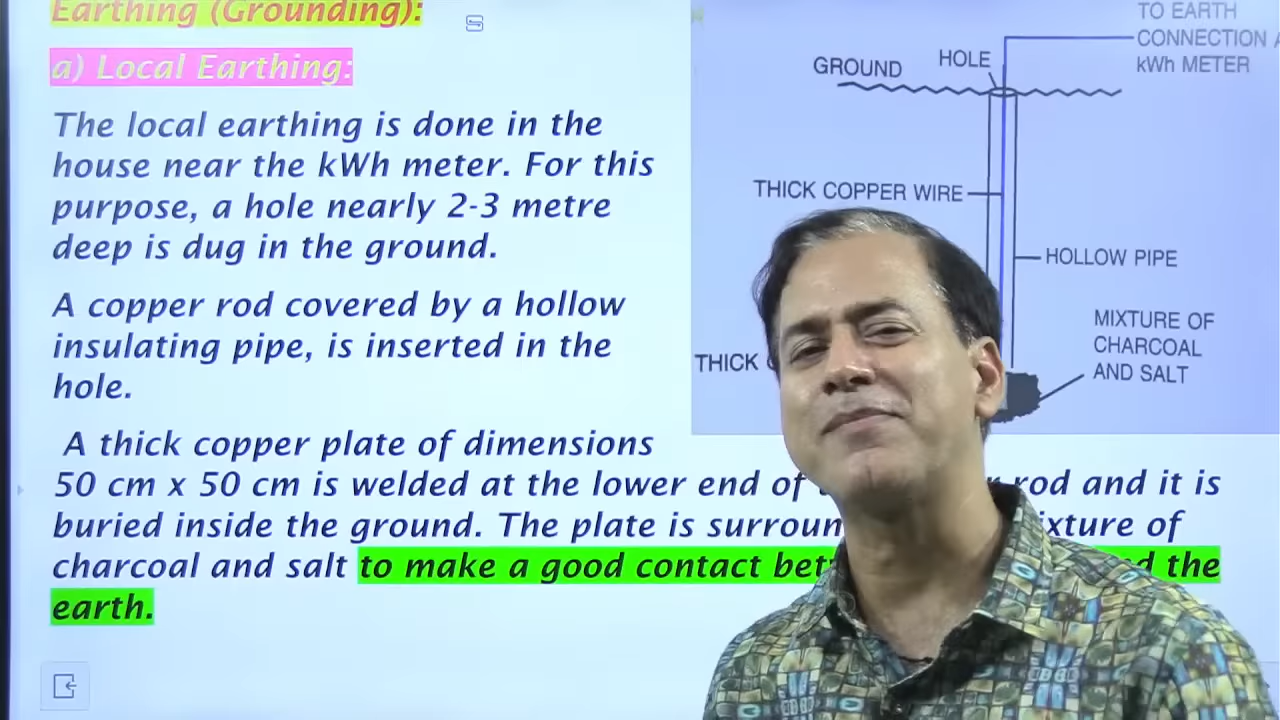 Earthing (Grounding):
a) Local Earthing:
The local earthing is done in the
house near the kWh meter. For this
purpose, a hole nearly 2-3 metre
deep is dug in the ground.
A copper rod covered by a hollow
insulating pipe, is inserted in the
hole.
A thick copper plate of dimensions
50 cm x 50 cm is welded at the lower end of rod and it is
buried inside the ground. The plate is surroun ixture of
charcoal and salt to make a good contact bet the
earth.
TO EARTH
CONNECTION
kWh METER
GROUND
HOLE
THICK COPPER WIRE
HOLLOW PIPE
MIXTURE OF
CHARCOAL
AND SALT
THICK